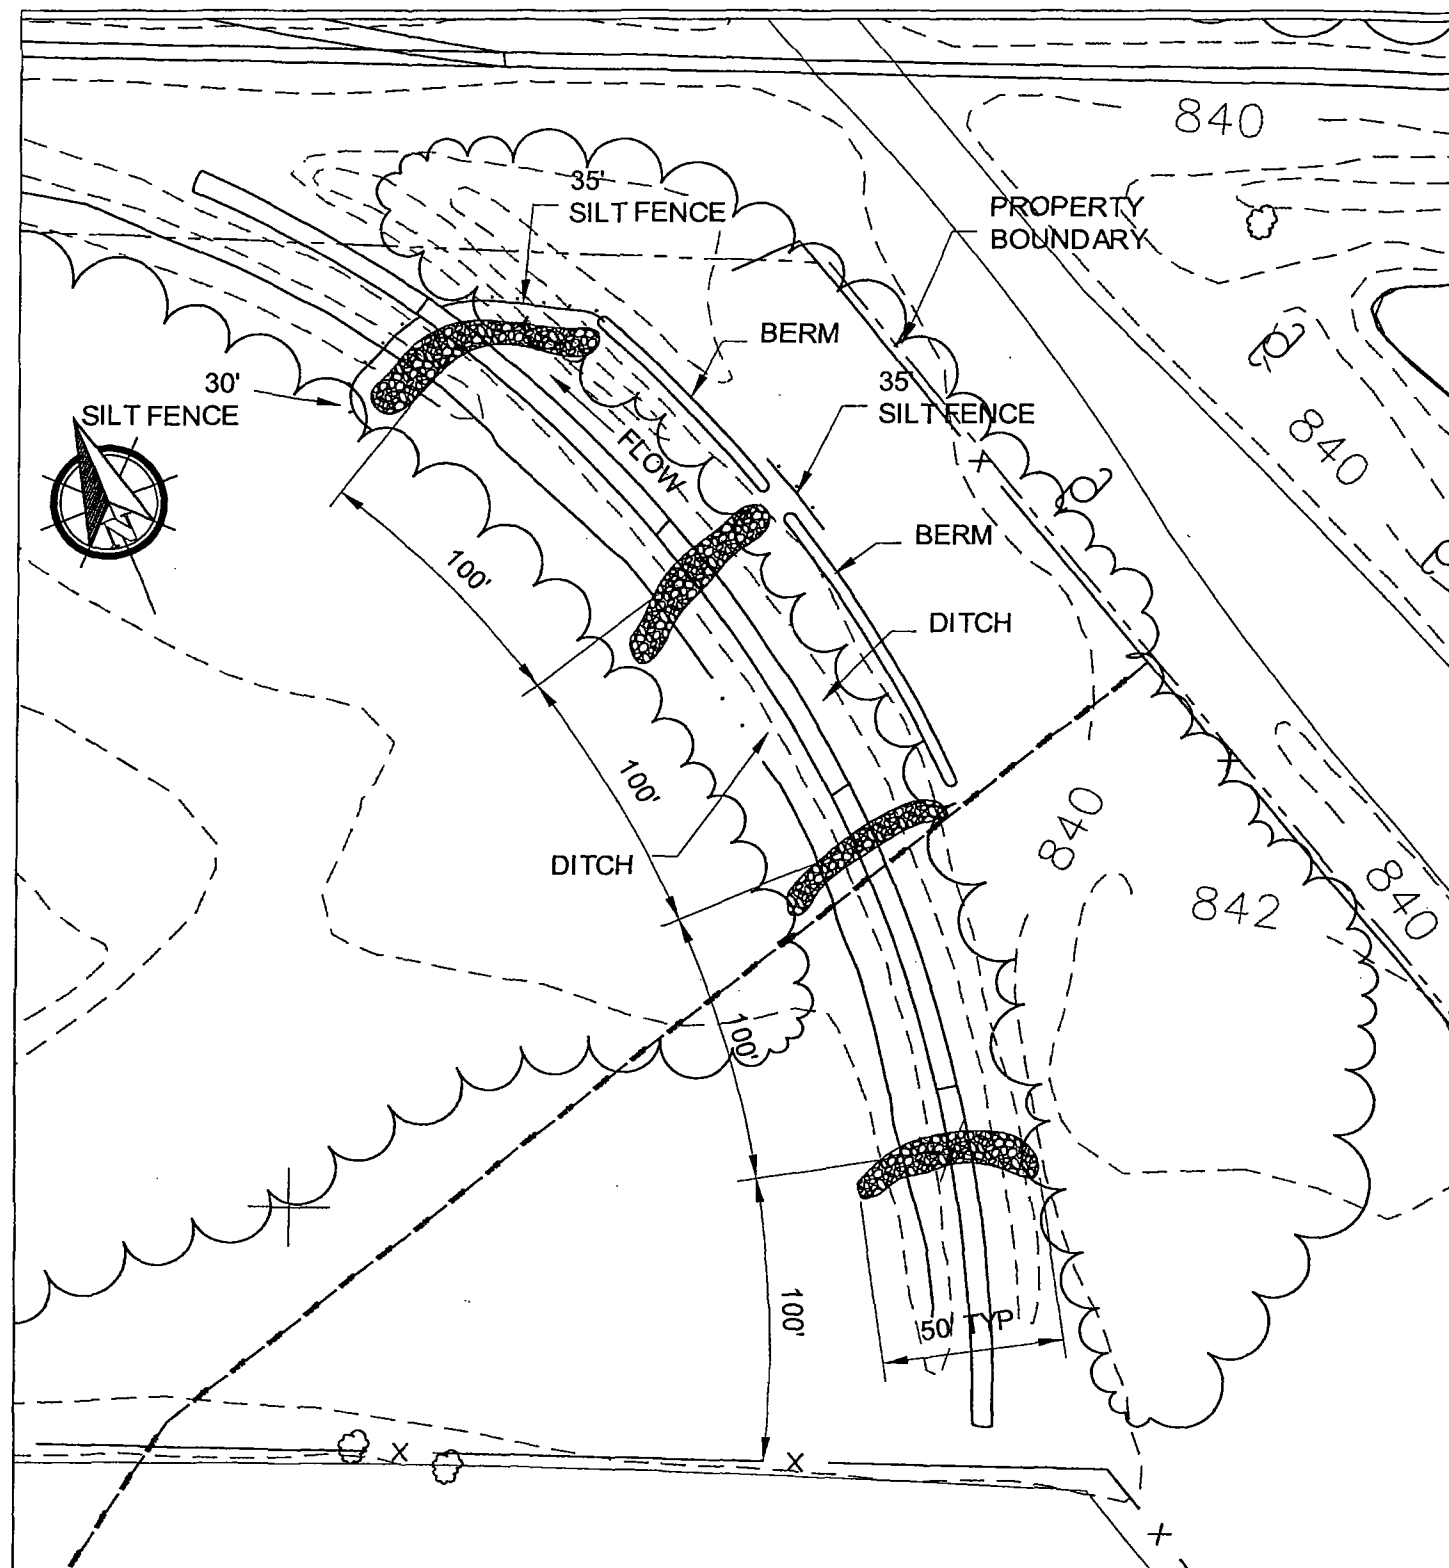 840
35'
SILT FENCE
PROPERTY
BOUNDARY
BERM
30'
SILT FENCE
35'
SILT FENCE
840
FLOW
N
BERM
100'
DITCH
100'
840
DITCH
842
840
100'
100'
50' TYP
X
X